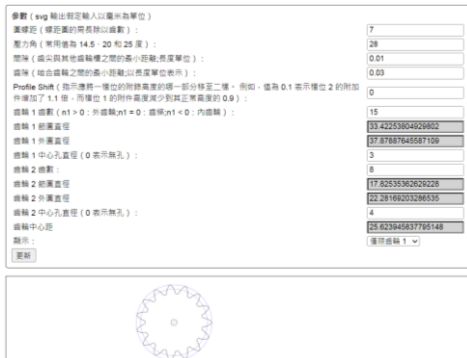 參數（svg 輸出假定輸入以毫米為單位）
圓螺距（螺距圓的周長除以齒數）： 7
壓力角（常用值為 14.5、20 和 25 度）： 28
間隙（齒尖與其他齒輪槽之間的最小距離;長度單位）： 0.01
齒隙（嚙合齒輪之間的最小距離;以長度單位表示）： 0.03
Profile Shift（指示應將一檔位的附錄高度的哪一部分移至二檔。 例如，值為 0.1 表示檔位 2 的附加
件增加了 1.1 倍，而檔位 1 的附件高度減少到其正常高度的 0.9）： 0
齒輪 1 齒數（n1 > 0：外齒輪;n1 = 0：齒條;n1 < 0：內齒輪）： 15
齒輪 1 節圓直徑 33.42253804929802
齒輪 1 外圓直徑 37.87687645587109
齒輪 1 中心孔直徑（0 表示無孔）： 3
齒輪 2 齒數： 8
齒輪 2 節圓直徑 17.82535362629228
齒輪 2 外圓直徑 22.28169203286535
齒輪 2 中心孔直徑（0 表示無孔）： 4
齒輪中心距 25.623945837795148
顯示： 僅限齒輪 1
更新